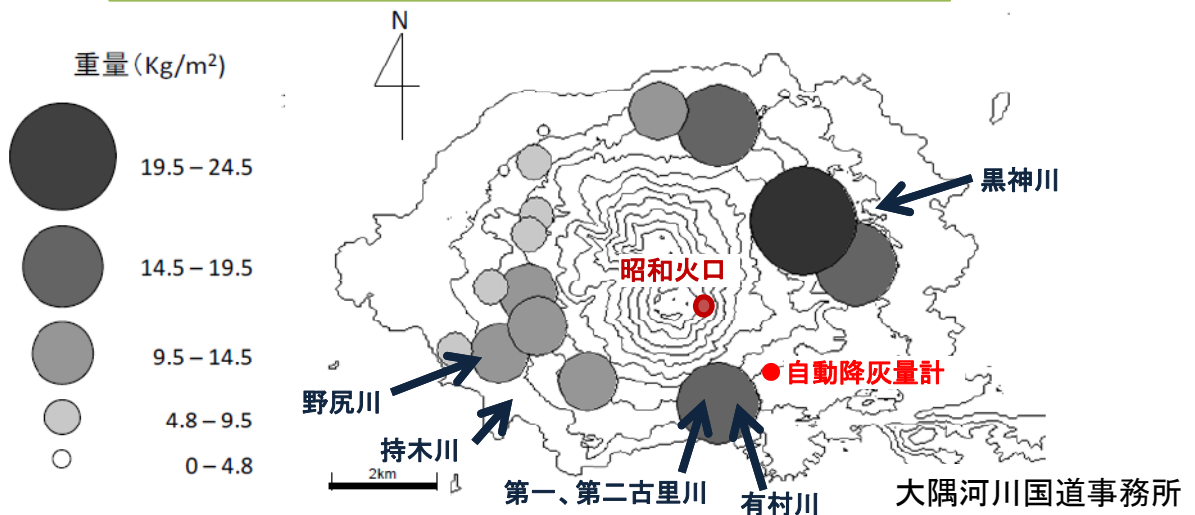 N
重量(Kg/m²)
19.5 – 24.5
14.5 – 19.5
9.5 – 14.5
4.8 – 9.5
0 – 4.8
黒神川
昭和火口
自動降灰量計
野尻川
持木川
2km
第一、第二古里川
有村川
大隅河川国道事務所